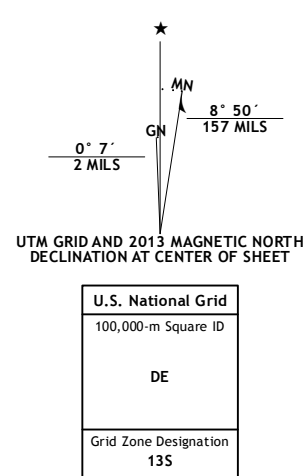 ★
MN
GN
8° 50´
157 MILS
0° 7´
2 MILS
UTM GRID AND 2013 MAGNETIC NORTH
DECLINATION AT CENTER OF SHEET
U.S. National Grid
100,000-m Square ID
DE
Grid Zone Designation
13S